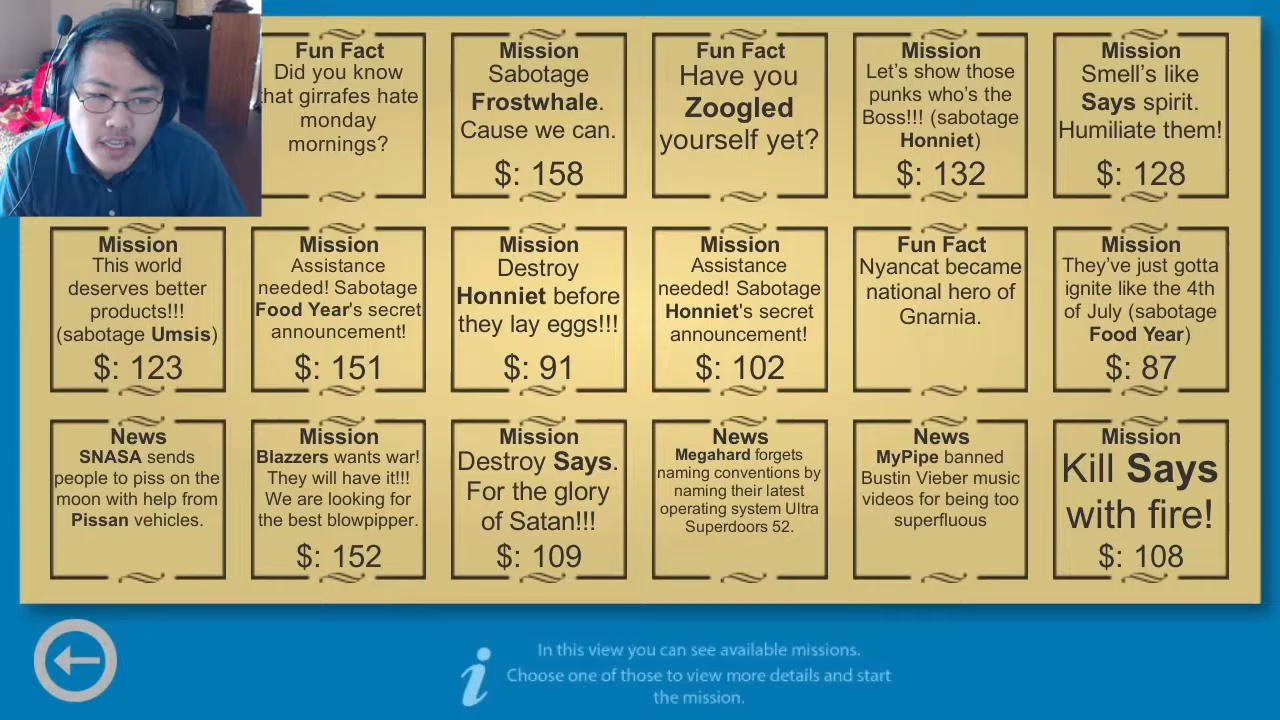 Fun Fact
Did you know
that girrafes hate
monday
mornings?
Mission
Sabotage
Frostwhale.
Cause we can.
$: 158
Fun Fact
Have you
Zoogled
yourself yet?
Mission
Let's show those
punks who's the
Boss!!! (sabotage
Honniet)
$: 132
Mission
Smell's like
Says spirit.
Humiliate them!
$: 128
Mission
This world
deserves better
products!!!
(sabotage Umsis)
$: 123
Mission
Assistance
needed! Sabotage
Food Year's secret
announcement!
$: 151
Mission
Destroy
Honniet before
they lay eggs!!!
$: 91
Mission
Assistance
needed! Sabotage
Honniet's secret
announcement!
$: 102
Fun Fact
Nyancat became
national hero of
Gnarnia.
Mission
They've just gotta
ignite like the 4th
of July (sabotage
Food Year)
$: 87
News
SNASA sends
people to piss on the
moon with help from
Pissan vehicles.
Mission
Blazzers wants war!
They will have it!!!
We are looking for
the best blowpipper.
$: 152
Mission
Destroy Says.
For the glory
of Satan!!!
$: 109
News
Megahard forgets
naming conventions by
naming their latest
operating system Ultra
Superdoors 52.
News
MyPipe banned
Bustin Vieber music
videos for being too
superfluous
Mission
Kill Says
with fire!
$: 108
In this view you can see available missions.
Choose one of those to view more details and start
the mission.